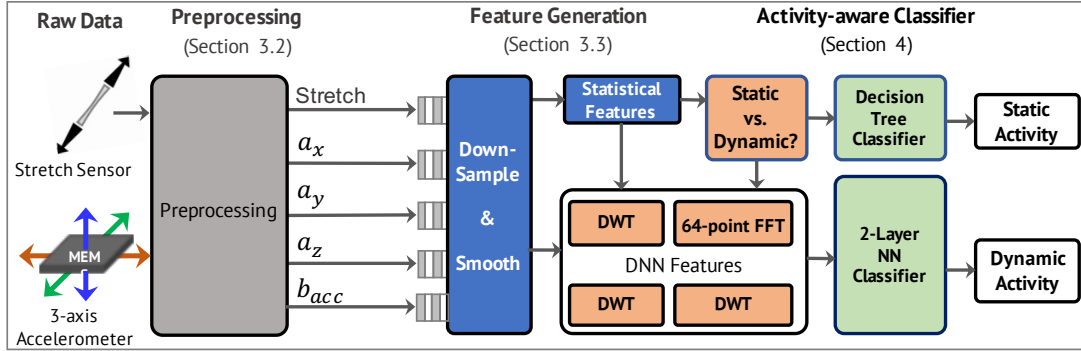 Raw Data
Preprocessing
(Section 3.2)
Feature Generation
(Section 3.3)
Activity-aware Classifier
(Section 4)
Stretch Sensor
MEM
S
3-axis
Accelerometer
Preprocessing
Stretch
a_x
a_y
a_z
b_acc
Down-
Sample
&
Smooth
Statistical
Features
Static
vs.
Dynamic?
Decision
Tree
Classifier
Static
Activity
DWT
64-point FFT
DNN Features
DWT
DWT
2-Layer
NN
Classifier
Dynamic
Activity